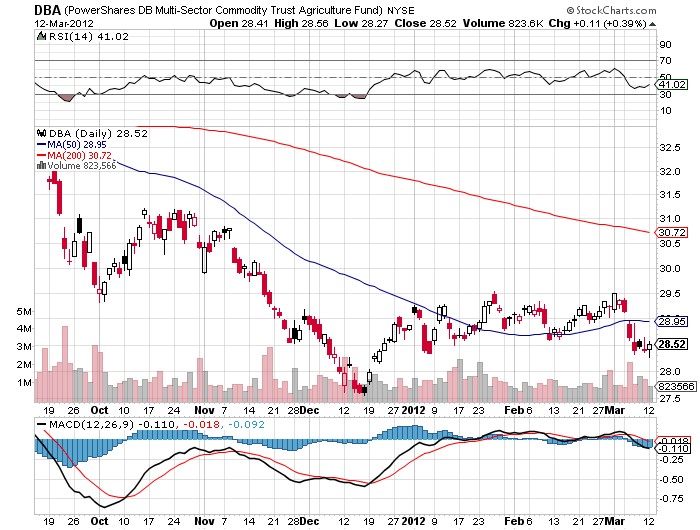 DBA (PowerShares DB Multi-Sector Commodity Trust Agriculture Fund) NYSE
© StockCharts.com
12-Mar-2012 Open 28.41 High 28.56 Low 28.27 Close 28.52 Volume 823.6K Chg +0.11 (+0.39%)
RSI(14) 41.02
90
70
50
41.02
30
10
DBA (Daily) 28.52
MA(50) 28.95
MA(200) 30.72
Volume 823,566
32.5
32.0
31.5
31.0
30.72
30.5
30.0
29.5
29.0
28.95
28.52
28.0
823566
27.5
5M
4M
3M
2M
1M
19 26 Oct 10 17 24 Nov 7 14 21 28 Dec 12 19 27 2012 9 17 23 Feb 6 13 21 27 Mar 12
MACD(12,26,9) -0.110, -0.018, -0.092
-0.018
-0.110
-0.25
-0.50
-0.75
19 26 Oct 10 17 24 Nov 7 14 21 28 Dec 12 19 27 2012 9 17 23 Feb 6 13 21 27 Mar 12